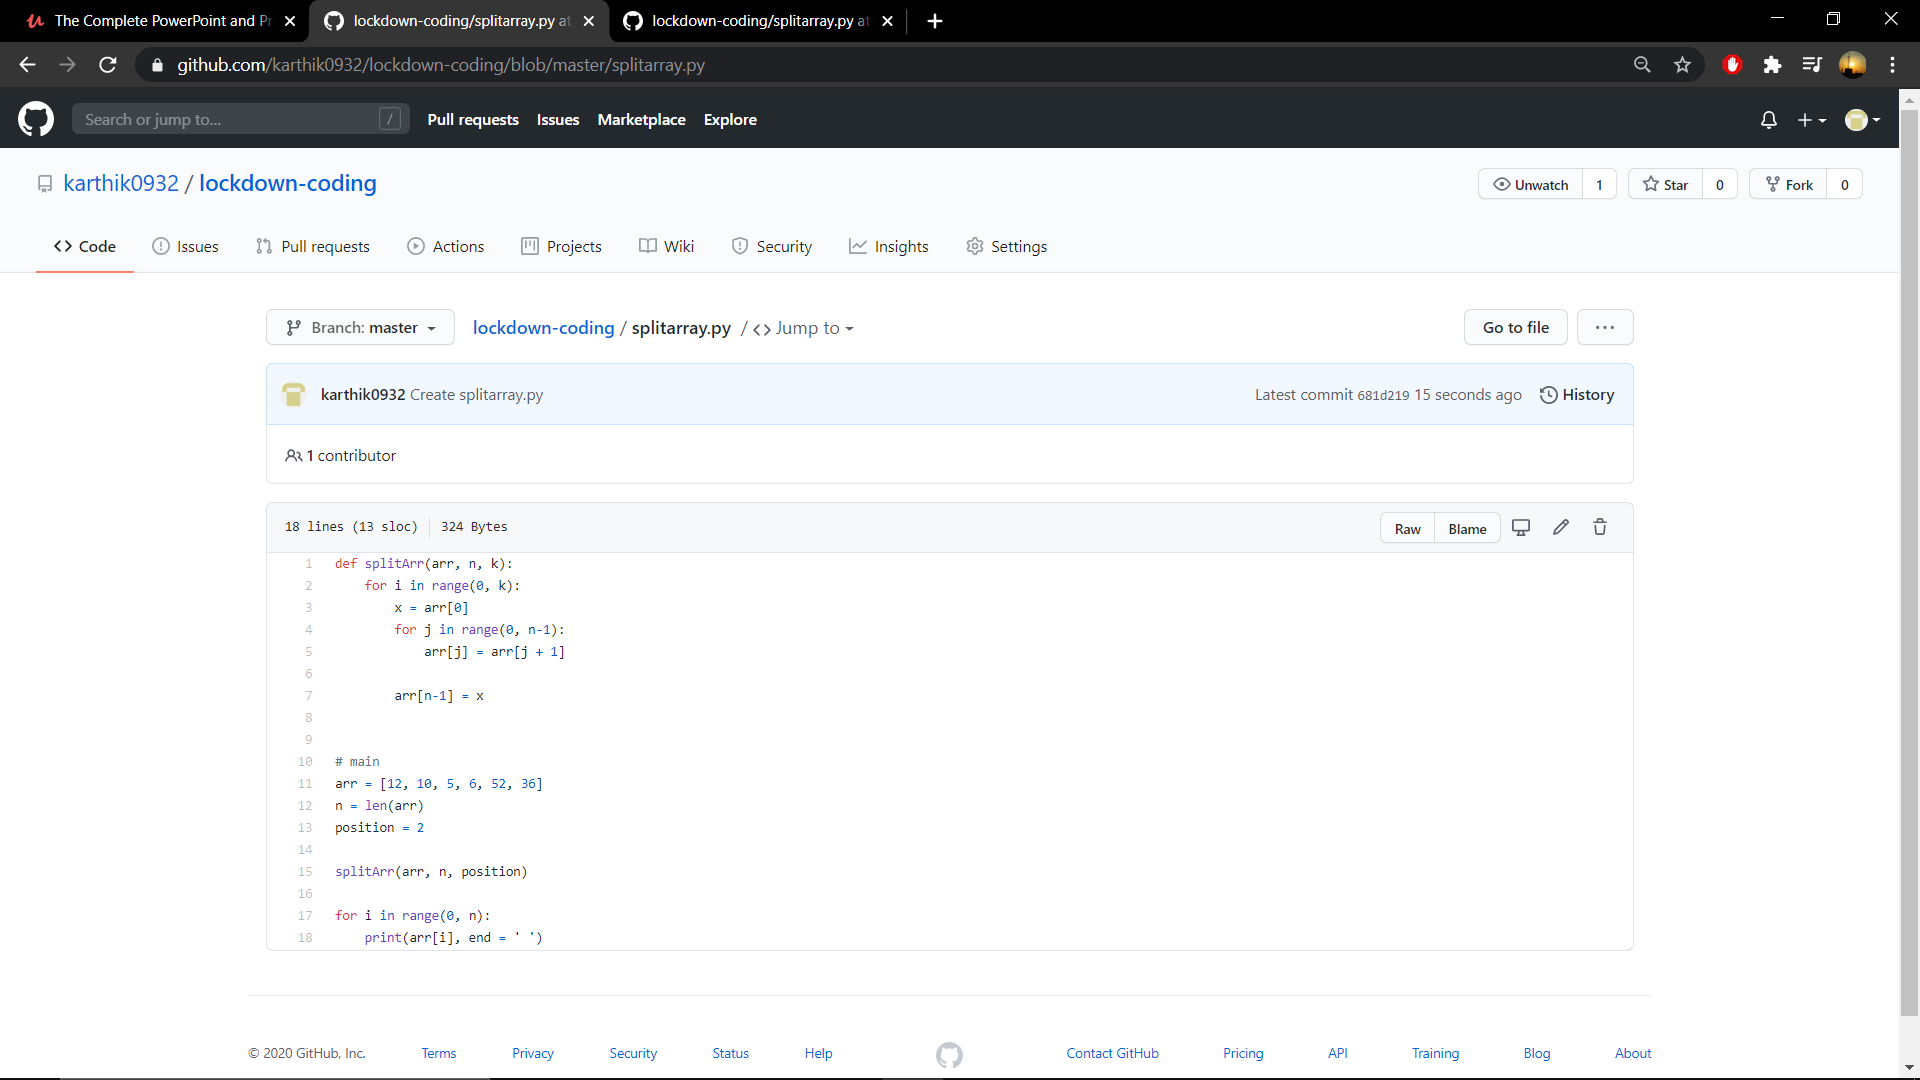 The Complete PowerPoint and Pr
lockdown-coding/splitarray.py at
lockdown-coding/splitarray.py at
github.com/karthik0932/lockdown-coding/blob/master/splitarray.py
Search or jump to... /
Pull requests Issues Marketplace Explore
karthik0932 / lockdown-coding
Unwatch 1 Star 0 Fork 0
Code Issues Pull requests Actions Projects Wiki Security Insights Settings
Branch: master lockdown-coding / splitarray.py / <> Jump to Go to file ...
karthik0932 Create splitarray.py Latest commit 681d219 15 seconds ago History
1 contributor
18 lines (13 sloc) 324 Bytes Raw Blame
1 def splitArr(arr, n, k):
2     for i in range(0, k):
3         x = arr[0]
4         for j in range(0, n-1):
5             arr[j] = arr[j + 1]
6
7         arr[n-1] = x
8
9
10 # main
11 arr = [12, 10, 5, 6, 52, 36]
12 n = len(arr)
13 position = 2
14
15 splitArr(arr, n, position)
16
17 for i in range(0, n):
18     print(arr[i], end = ' ')
© 2020 GitHub, Inc. Terms Privacy Security Status Help Contact GitHub Pricing API Training Blog About